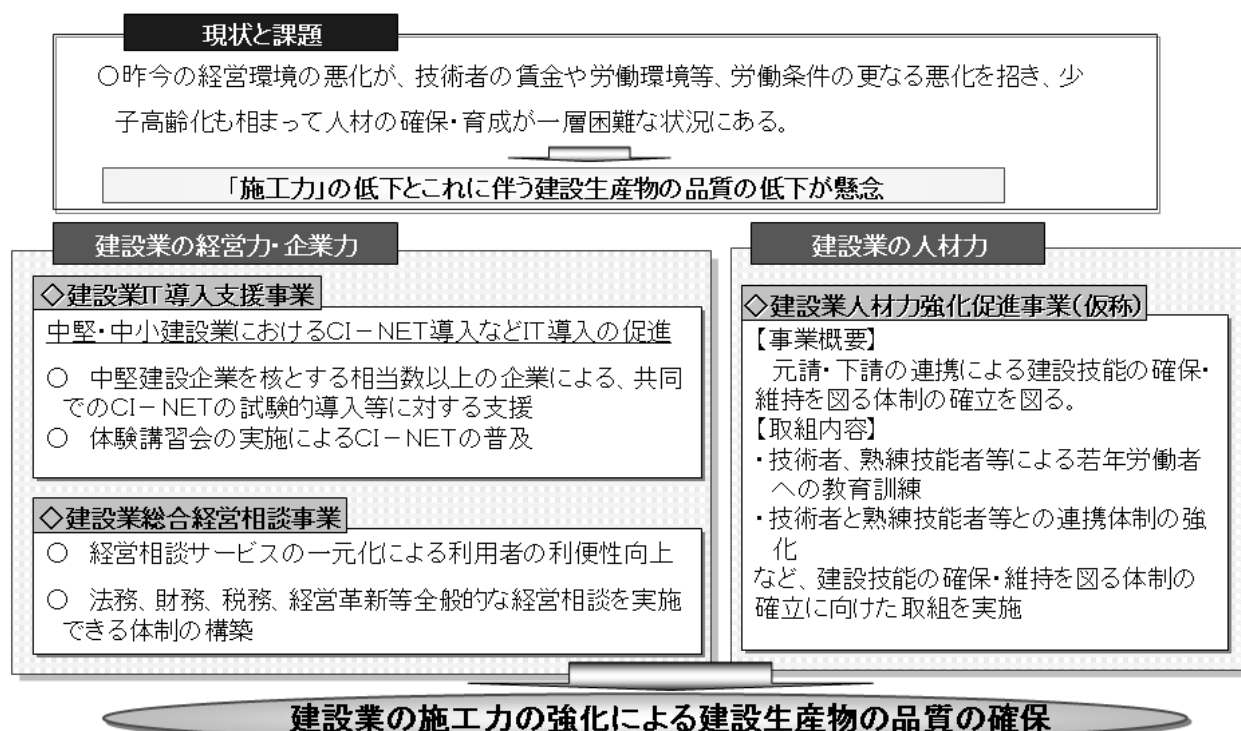 現状と課題
○昨今の経営環境の悪化が、技術者の賃金や労働環境等、労働条件の更なる悪化を招き、少
子高齢化も相まって人材の確保・育成が一層困難な状況にある。
「施工力」の低下とこれに伴う建設生産物の品質の低下が懸念
建設業の経営力・企業力
◇建設業IT導入支援事業
中堅・中小建設業におけるCI－NET導入などIT導入の促進
○ 中堅建設企業を核とする相当数以上の企業による、共同
でのCI－NETの試験的導入等に対する支援
○ 体験講習会の実施によるCI－NETの普及
◇建設業総合経営相談事業
○ 経営相談サービスの一元化による利用者の利便性向上
○ 法務、財務、税務、経営革新等全般的な経営相談を実施
できる体制の構築
建設業の人材力
◇建設業人材力強化促進事業(仮称)
【事業概要】
元請・下請の連携による建設技能の確保・
維持を図る体制の確立を図る。
【取組内容】
・技術者、熟練技能者等による若年労働者
への教育訓練
・技術者と熟練技能者等との連携体制の強
化
など、建設技能の確保・維持を図る体制の
確立に向けた取組を実施
建設業の施工力の強化による建設生産物の品質の確保